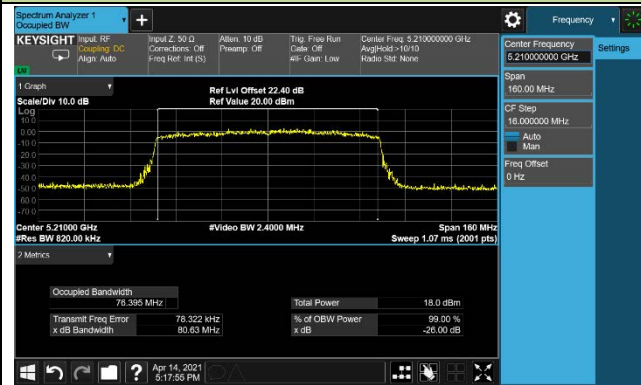 Spectrum Analyzer 1
Occupied BW
+
Frequency
KEYSIGHT
Input: RF
Coupling: DC
Align: Auto
Input Z: 50 Ω
Corrections: Off
Freq Ref: Int (S)
Atten: 10 dB
Preamp: Off
Trig: Free Run
Gate: Off
#IF Gain: Low
Center Freq: 5.210000000 GHz
Avg|Hold:>10/10
Radio Std: None
Center Frequency
5.210000000 GHz
Settings
Span
160.00 MHz
CF Step
16.000000 MHz
Auto
Man
Freq Offset
0 Hz
1 Graph
Scale/Div 10.0 dB
Ref Lvl Offset 22.40 dB
Ref Value 20.00 dBm
Log
10.0
0.00
-10.0
-20.0
-30.0
-40.0
-50.0
-60.0
-70.0
Center 5.21000 GHz
#Res BW 820.00 kHz
#Video BW 2.4000 MHz
Span 160 MHz
Sweep 1.07 ms (2001 pts)
2 Metrics
Occupied Bandwidth
76.395 MHz
Total Power 18.0 dBm
Transmit Freq Error 78.322 kHz
% of OBW Power 99.00 %
x dB Bandwidth 80.63 MHz
x dB -26.00 dB
?
Apr 14, 2021
5:17:55 PM